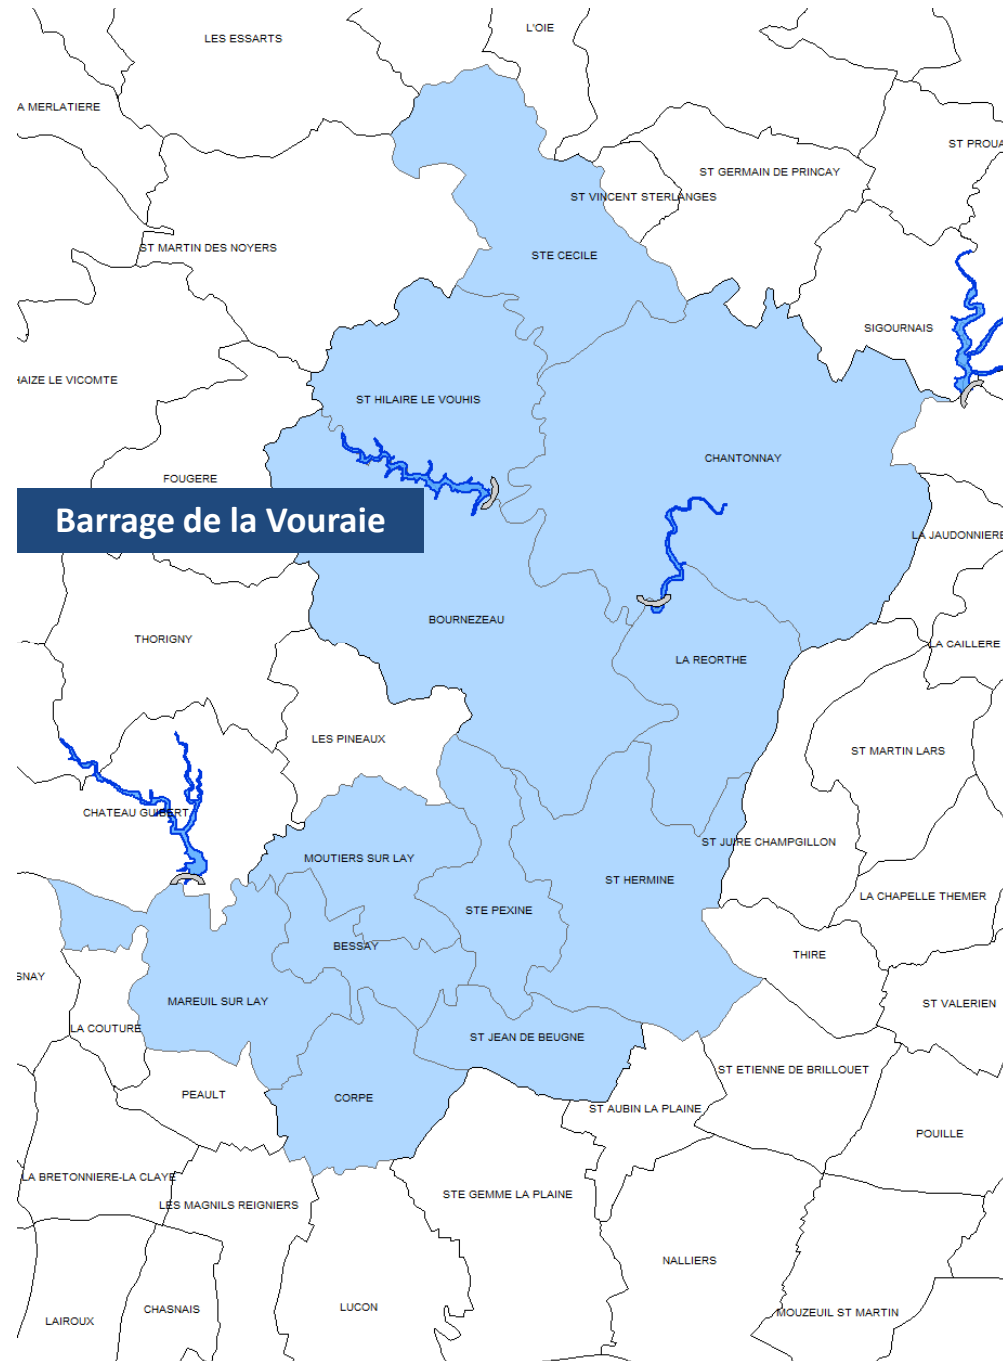 L'OIE
LES ESSARTS
A MERLATIERE
ST PROUA
ST GERMAIN DE PRINCAY
ST VINCENT STERLANGES
ST MARTIN DES NOYERS
STE CECILE
SIGOURNAIS
HAIZE LE VICOMTE
ST HILAIRE LE VOUHIS
CHANTONNAY
FOUGERE
Barrage de la Vouraie
LA JAUDONNIERE
BOURNEZEAU
THORIGNY
LA CAILLERE
LA REORTHE
LES PINEAUX
ST MARTIN LARS
CHATEAU GUIBERT
ST JUIRE CHAMPGILLON
MOUTIERS SUR LAY
ST HERMINE
LA CHAPELLE THEMER
STE PEXINE
BESSAY
THIRE
SNAY
MAREUIL SUR LAY
ST VALERIEN
LA COUTURE
ST JEAN DE BEUGNE
ST ETIENNE DE BRILLOUET
PEAULT
CORPE
ST AUBIN LA PLAINE
POUILLE
LA BRETONNIERE-LA CLAYE
STE GEMME LA PLAINE
LES MAGNILS REIGNIERS
NALLIERS
LUCON
CHASNAIS
MOUZEUIL ST MARTIN
LAIROUX